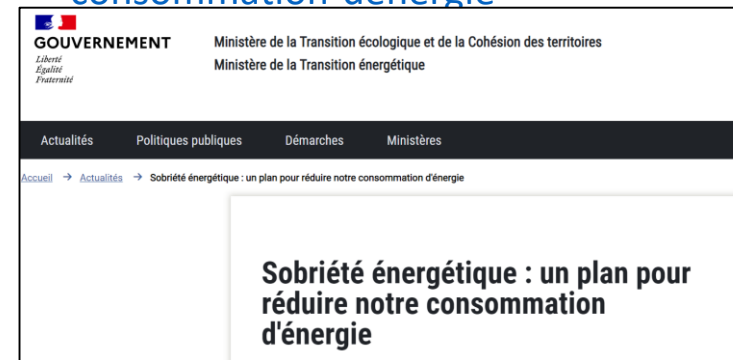 consommation-dénergie
GOUVERNEMENT
Liberté
Égalité
Fraternité
Ministère de la Transition écologique et de la Cohésion des territoires
Ministère de la Transition énergétique
Actualités Politiques publiques Démarches Ministères
Accueil → Actualités → Sobriété énergétique : un plan pour réduire notre consommation d'énergie
Sobriété énergétique : un plan pour
réduire notre consommation
d'énergie